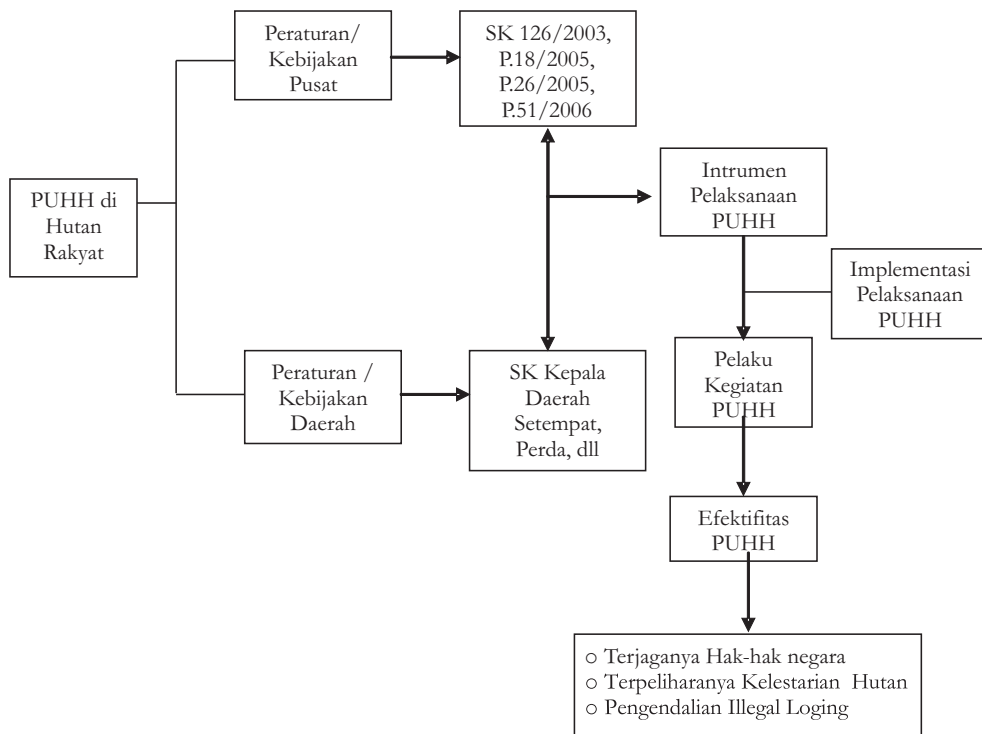 Peraturan/
Kebijakan
Pusat
SK 126/2003,
P.18/2005,
P.26/2005,
P.51/2006
PUHH di
Hutan
Rakyat
Intrumen
Pelaksanaan
PUHH
Implementasi
Pelaksanaan
PUHH
Peraturan /
Kebijakan
Daerah
SK Kepala
Daerah
Setempat,
Perda, dll
Pelaku
Kegiatan
PUHH
Efektifitas
PUHH
○ Terjaganya Hak-hak negara
○ Terpeliharanya Kelestarian Hutan
○ Pengendalian Illegal Loging